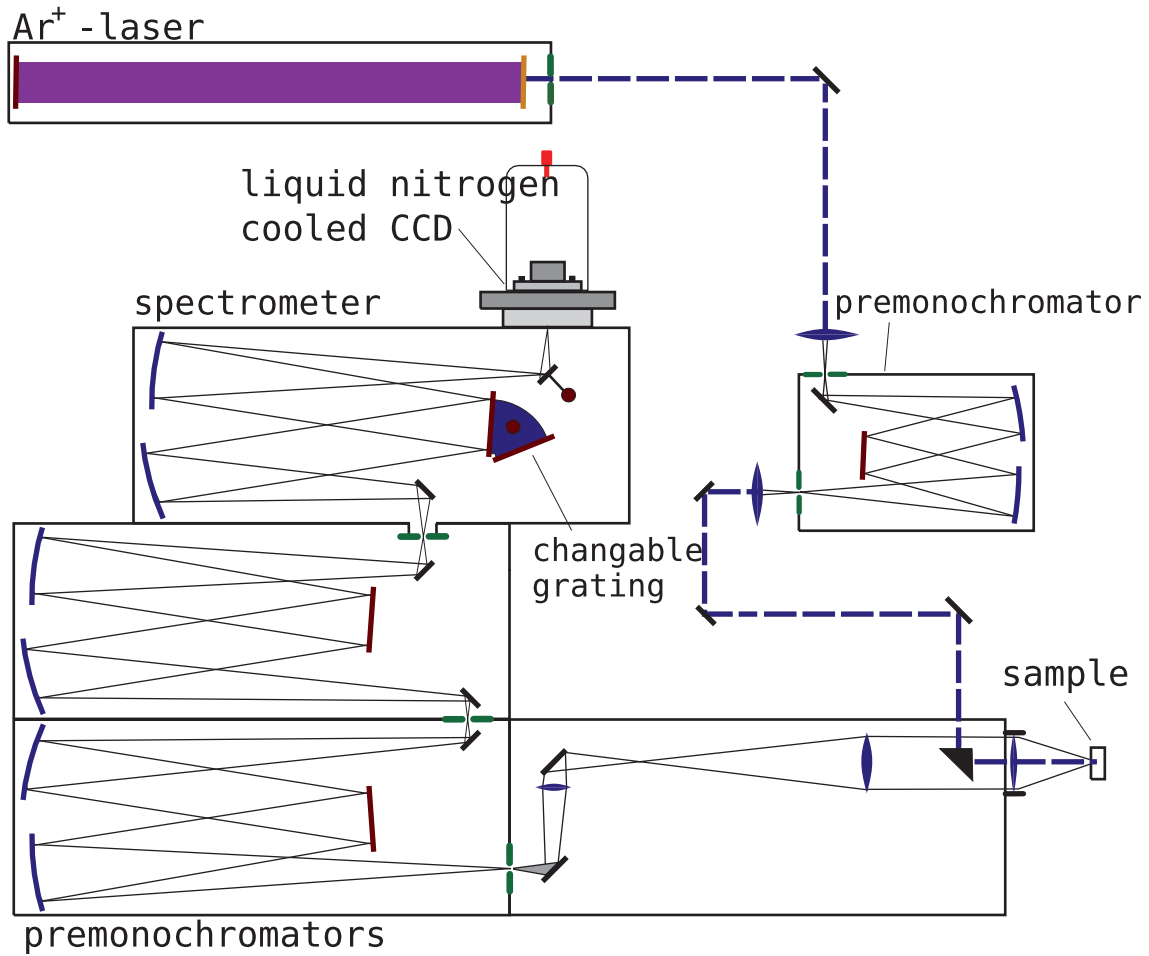 Ar+ -laser
liquid nitrogen
cooled CCD
spectrometer
premonochromator
changable
grating
sample
premonochromators